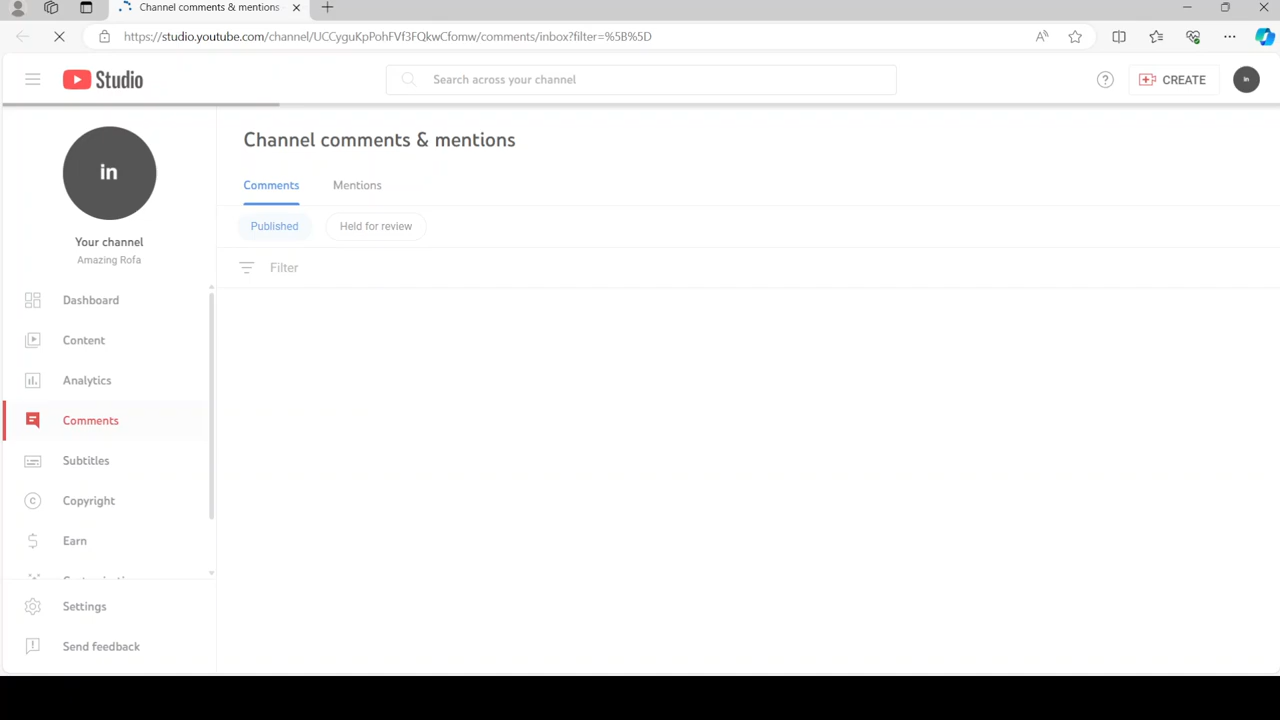 Channel comments & mentions
https://studio.youtube.com/channel/UCCyguKpPohFVf3FQkwCfomw/comments/inbox?filter=%5B%5D
Studio
Search across your channel
CREATE
in
in
Your channel
Amazing Rofa
Dashboard
Content
Analytics
Comments
Subtitles
Copyright
Earn
Settings
Send feedback
Channel comments & mentions
Comments Mentions
Published Held for review
Filter